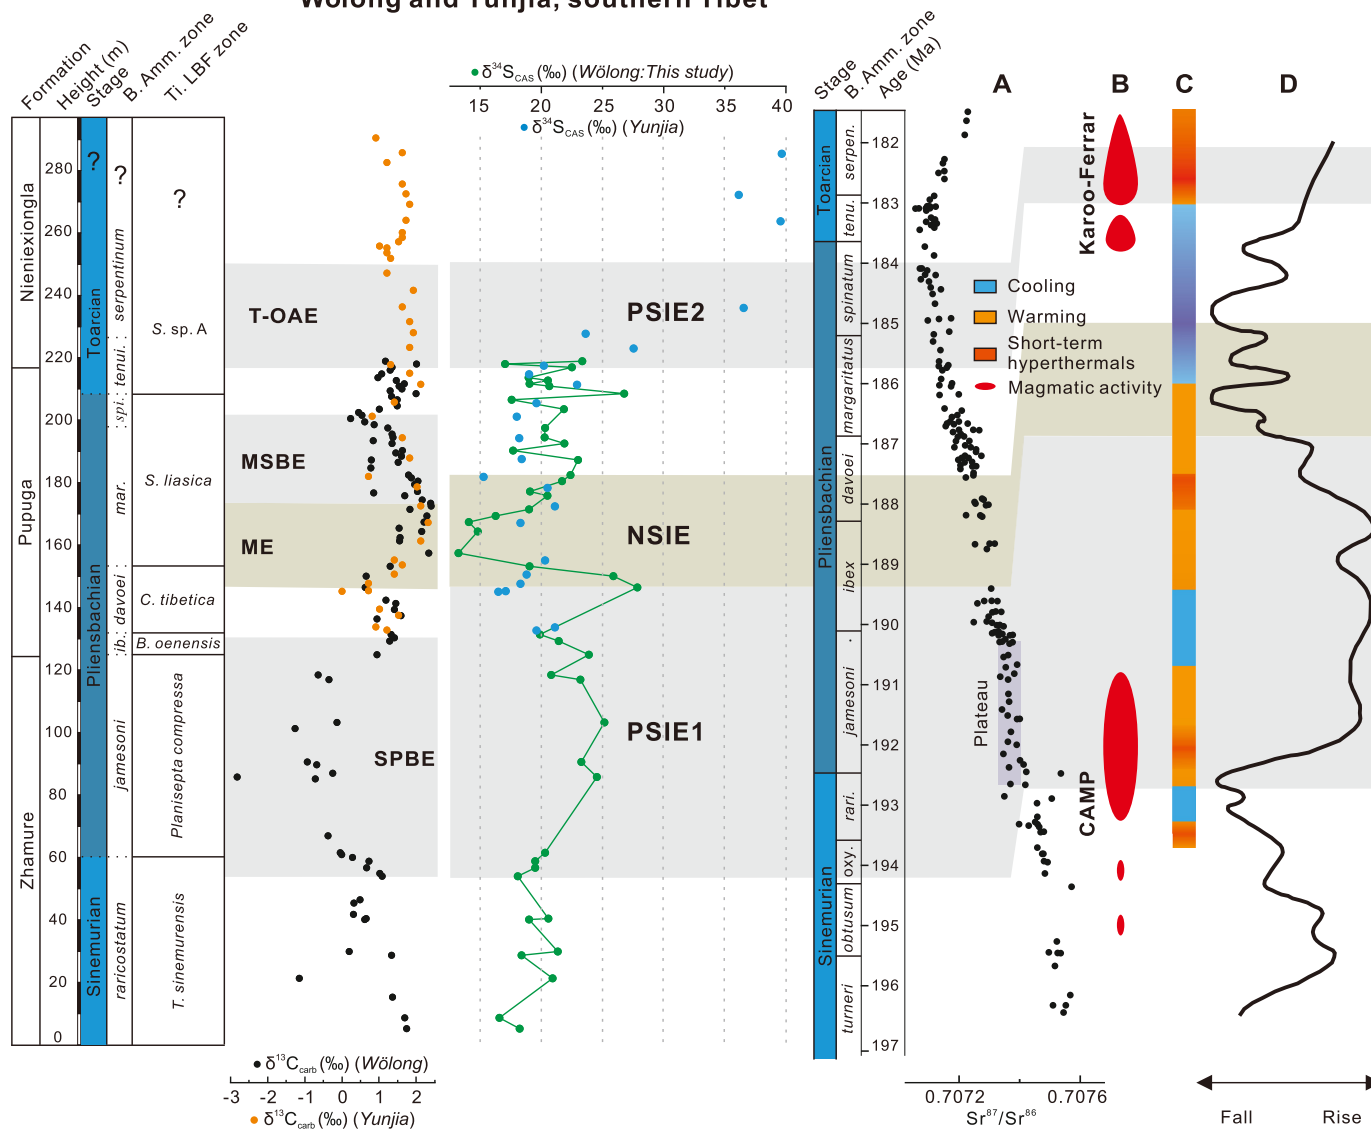 Wölong and Yunjia, southern Tibet
Formation
Height (m)
Stage
B. Amm. zone
Ti. LBF zone
δ³⁴S_CAS (‰) (Wölong:This study)
15 20 25 30 35 40
δ³⁴S_CAS (‰) (Yunjia)
Stage
B. Amm. zone
Age (Ma)
A B C D
Nieniexiongla
Pupuga
Zhamure
280
260
240
220
200
180
160
140
120
100
80
60
40
20
0
?
Toarcian
Pliensbachian
Sinemurian
?
serpentinum
tenui.
spi.
mar.
davoei
ib.
jamesoni
raricostatum
?
S. sp. A
S. liasica
C. tibetica
B. oenensis
Planisepta compressa
T. sinemurensis
T-OAE
MSBE
ME
SPBE
PSIE2
NSIE
PSIE1
Toarcian
Pliensbachian
Sinemurian
serpen.
tenu.
spinatum
margaritatus
davoei
ibex
jamesoni
rari.
oxy.
obtusum
turneri
182
183
184
185
186
187
188
189
190
191
192
193
194
195
196
197
Plateau
Karoo-Ferrar
CAMP
Cooling
Warming
Short-term
hyperthermals
Magmatic activity
δ¹³C_carb (‰) (Wölong)
-3 -2 -1 0 1 2
δ¹³C_carb (‰) (Yunjia)
0.7072 0.7076
Sr⁸⁷/Sr⁸⁶
Fall Rise